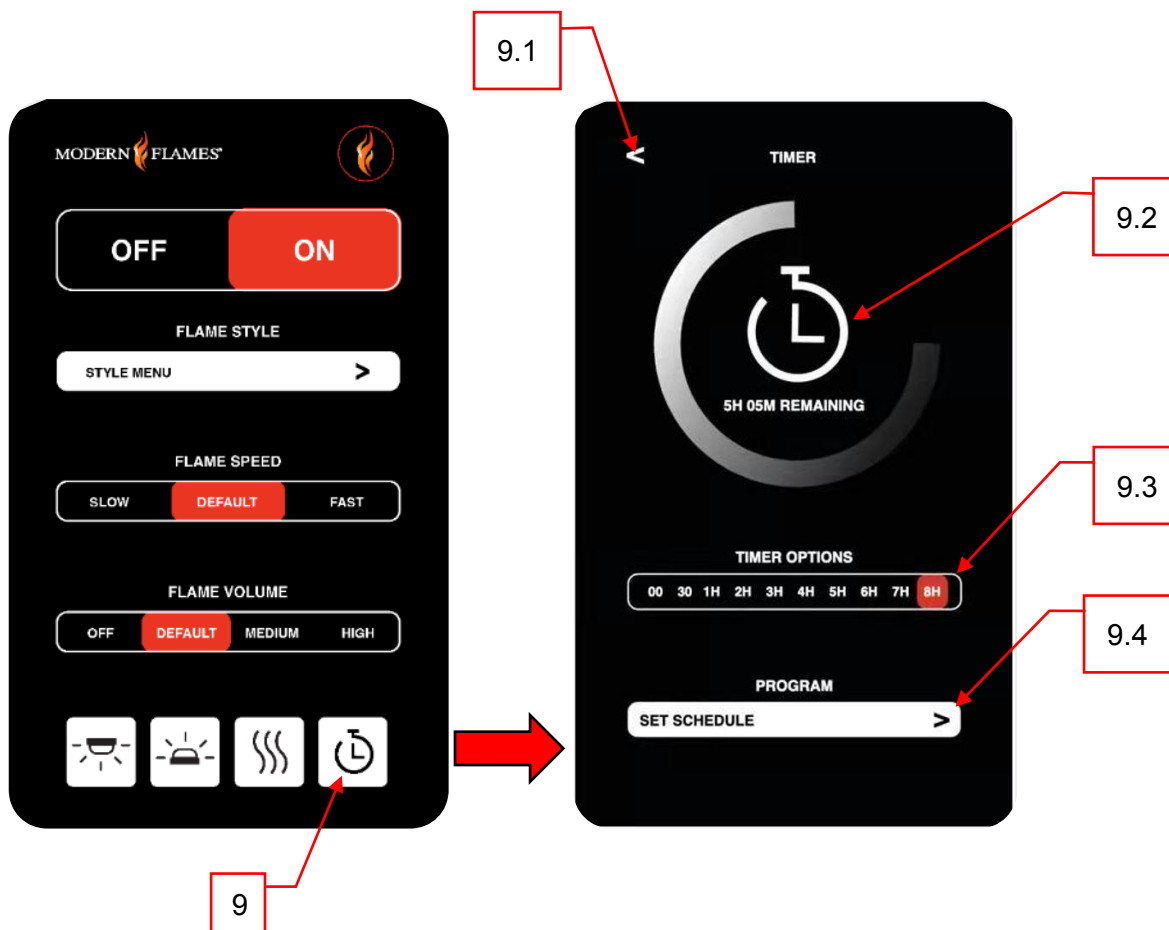 9.1
MODERN FLAMES®
OFF ON
FLAME STYLE
STYLE MENU >
FLAME SPEED
SLOW DEFAULT FAST
FLAME VOLUME
OFF DEFAULT MEDIUM HIGH
9
< TIMER
9.2
5H 05M REMAINING
9.3
TIMER OPTIONS
00 30 1H 2H 3H 4H 5H 6H 7H 8H
9.4
PROGRAM
SET SCHEDULE >